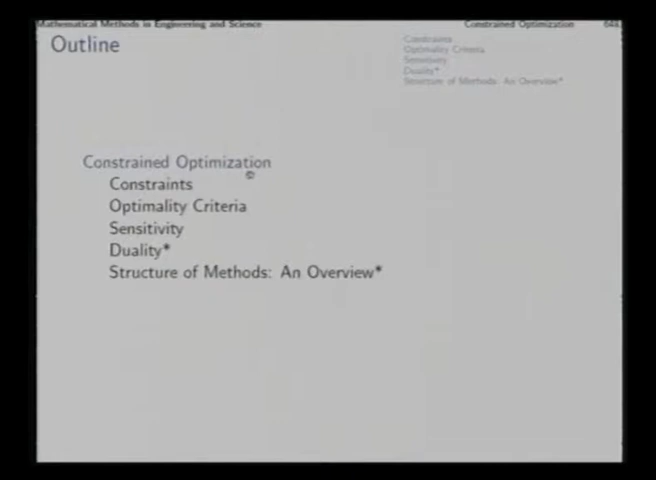 Mathematical Methods in Engineering and Science
Constrained Optimization
Constraints
Optimality Criteria
Sensitivity
Duality*
Structure of Methods: An Overview*
Outline
Constrained Optimization
Constraints
Optimality Criteria
Sensitivity
Duality*
Structure of Methods: An Overview*